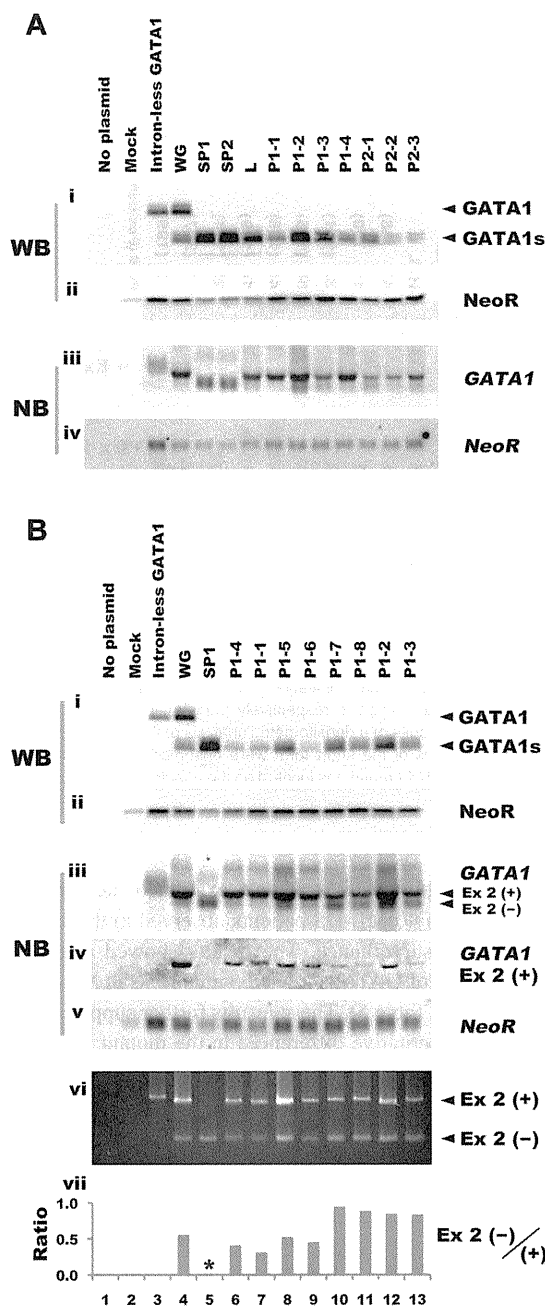 A
No plasmid
Mock
Intron-less GATA1
WG
SP1
SP2
L
P1-1
P1-2
P1-3
P1-4
P2-1
P2-2
P2-3
WB
i
GATA1
GATA1s
ii
NeoR
NB
iii
GATA1
iv
NeoR
B
No plasmid
Mock
Intron-less GATA1
WG
SP1
P1-4
P1-1
P1-5
P1-6
P1-7
P1-8
P1-2
P1-3
WB
i
GATA1
GATA1s
ii
NeoR
NB
iii
GATA1
Ex 2 (+)
Ex 2 (−)
iv
GATA1
Ex 2 (+)
v
NeoR
vi
Ex 2 (+)
Ex 2 (−)
vii
Ratio
1.0
0.5
0.0
*
Ex 2 (−)/(+)
1 2 3 4 5 6 7 8 9 10 11 12 13